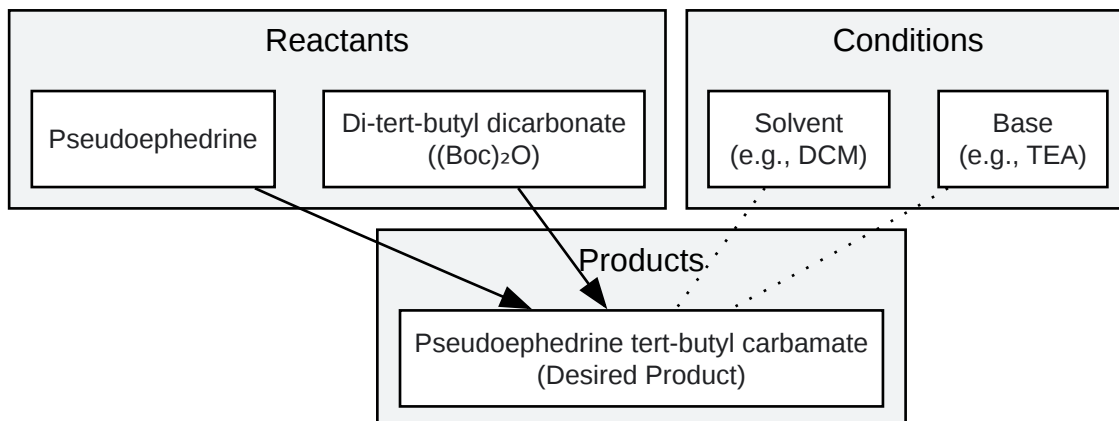 Reactants
Conditions
Pseudoephedrine
Di-tert-butyl dicarbonate
((Boc)₂O)
Solvent
(e.g., DCM)
Base
(e.g., TEA)
Products
Pseudoephedrine tert-butyl carbamate
(Desired Product)